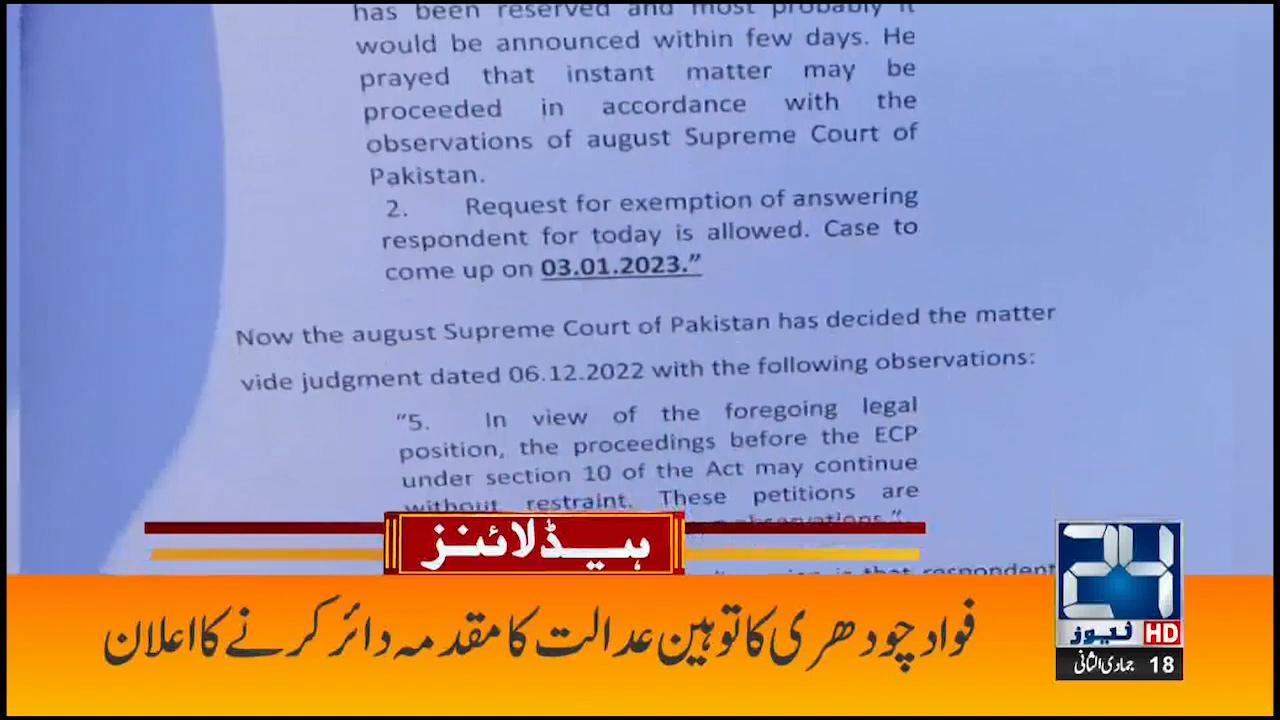 has been reserved and most probably it
would be announced within few days. He
prayed that instant matter may be
proceeded in accordance with the
observations of august Supreme Court of
Pakistan.
2. Request for exemption of answering
respondent for today is allowed. Case to
come up on 03.01.2023."
Now the august Supreme Court of Pakistan has decided the matter
vide judgment dated 06.12.2022 with the following observations:
"5. In view of the foregoing legal
position, the proceedings before the ECP
under section 10 of the Act may continue
without restraint. These petitions are
observations."
is that respondent
ہیڈلائنز
فواد چودھری کا توہین عدالت کا مقدمہ دائر کرنے کا اعلان
24
نیوز HD
18 جمادی الثانی